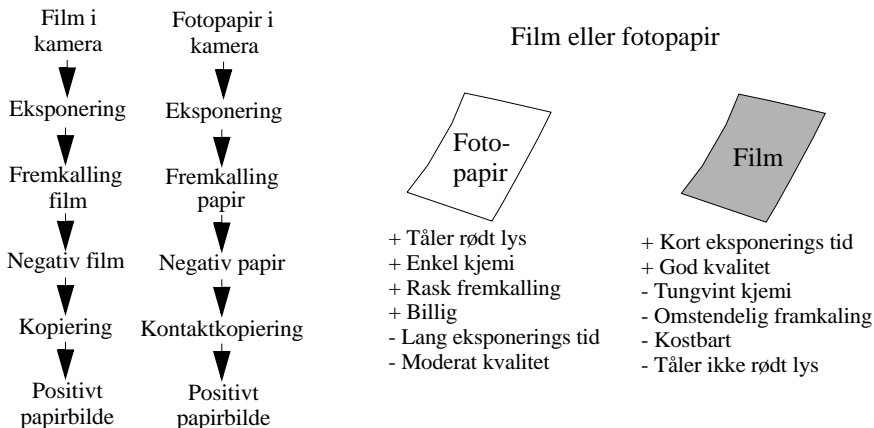 Film i
kamera
Eksponering
Fremkalling
film
Negativ film
Kopiering
Positivt
papirbilde
Fotopapir i
kamera
Eksponering
Fremkalling
papir
Negativ papir
Kontaktkopiering
Positivt
papirbilde
Film eller fotopapir
Foto-
papir
+ Tåler rødt lys
+ Enkel kjemi
+ Rask fremkalling
+ Billig
- Lang eksponerings tid
- Moderat kvalitet
Film
+ Kort eksponerings tid
+ God kvalitet
- Tungvint kjemi
- Omstendelig framkaling
- Kostbart
- Tåler ikke rødt lys